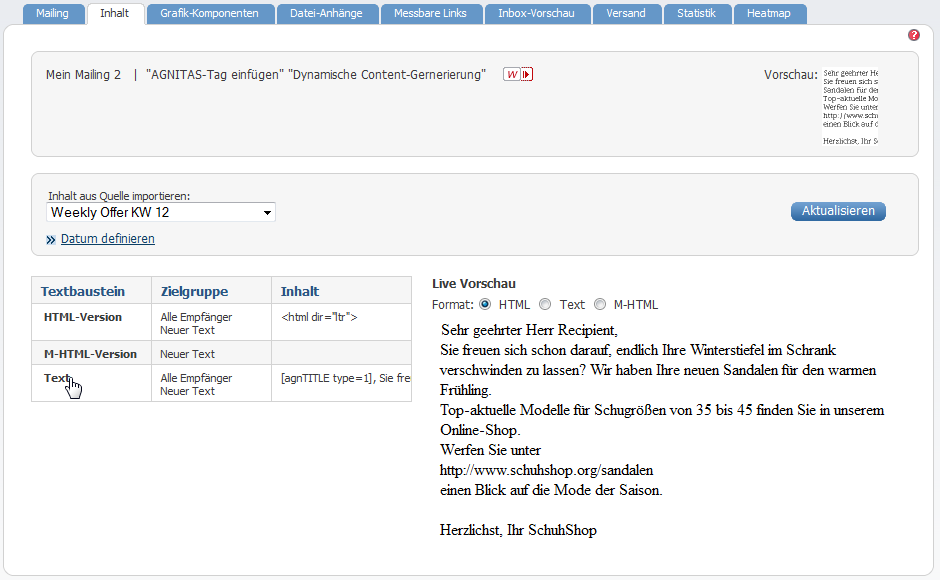 Mailing Inhalt Grafik-Komponenten Datei-Anhänge Messbare Links Inbox-Vorschau Versand Statistik Heatmap
?
Mein Mailing 2 | "AGNITAS-Tag einfügen" "Dynamische Content-Gernerierung" W Vorschau:
Sehr geehrter He
Sie freuen sich s
Sandalen für de
Top-aktuelle Mo
Werfen Sie unter
http://www.sch
einen Blick auf d
Herzlichst, Ihr S
Inhalt aus Quelle importieren:
Weekly Offer KW 12
Aktualisieren
» Datum definieren
Textbaustein Zielgruppe Inhalt
HTML-Version Alle Empfänger <html dir="ltr">
Neuer Text
M-HTML-Version Neuer Text
Text Alle Empfänger [agnTITLE type=1], Sie fre
Neuer Text
Live Vorschau
Format: HTML Text M-HTML
Sehr geehrter Herr Recipient,
Sie freuen sich schon darauf, endlich Ihre Winterstiefel im Schrank
verschwinden zu lassen? Wir haben Ihre neuen Sandalen für den warmen
Frühling.
Top-aktuelle Modelle für Schugrößen von 35 bis 45 finden Sie in unserem
Online-Shop.
Werfen Sie unter
http://www.schuhshop.org/sandalen
einen Blick auf die Mode der Saison.
Herzlichst, Ihr SchuhShop